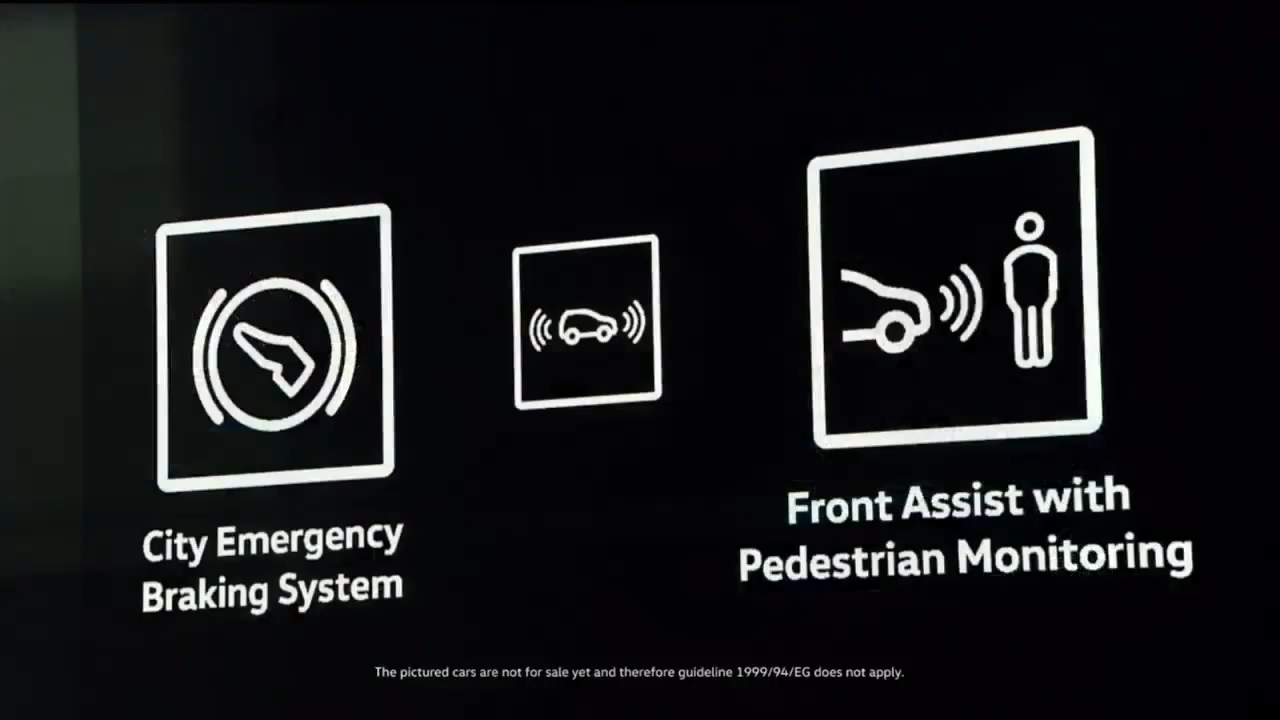 City Emergency
Braking System
Front Assist with
Pedestrian Monitoring
The pictured cars are not for sale yet and therefore guideline 1999/94/EG does not apply.